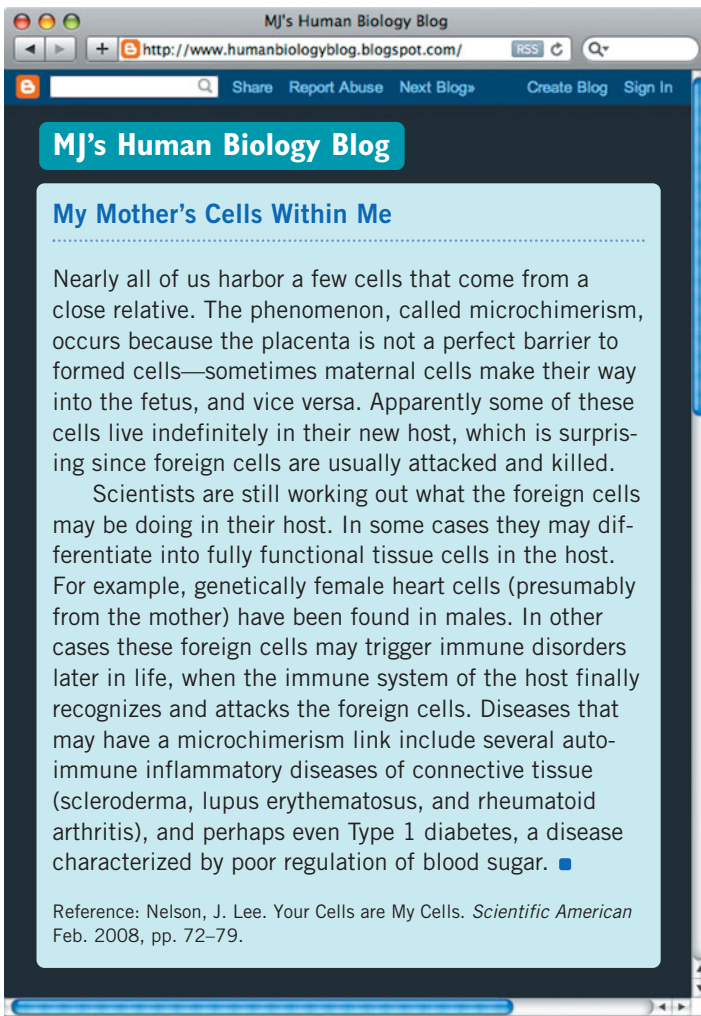 MJ's Human Biology Blog
http://www.humanbiologyblog.blogspot.com/ RSS
Share Report Abuse Next Blog» Create Blog Sign In
MJ's Human Biology Blog
My Mother's Cells Within Me
Nearly all of us harbor a few cells that come from a
close relative. The phenomenon, called microchimerism,
occurs because the placenta is not a perfect barrier to
formed cells—sometimes maternal cells make their way
into the fetus, and vice versa. Apparently some of these
cells live indefinitely in their new host, which is surpris-
ing since foreign cells are usually attacked and killed.
Scientists are still working out what the foreign cells
may be doing in their host. In some cases they may dif-
ferentiate into fully functional tissue cells in the host.
For example, genetically female heart cells (presumably
from the mother) have been found in males. In other
cases these foreign cells may trigger immune disorders
later in life, when the immune system of the host finally
recognizes and attacks the foreign cells. Diseases that
may have a microchimerism link include several auto-
immune inflammatory diseases of connective tissue
(scleroderma, lupus erythematosus, and rheumatoid
arthritis), and perhaps even Type 1 diabetes, a disease
characterized by poor regulation of blood sugar.
Reference: Nelson, J. Lee. Your Cells are My Cells. Scientific American
Feb. 2008, pp. 72–79.